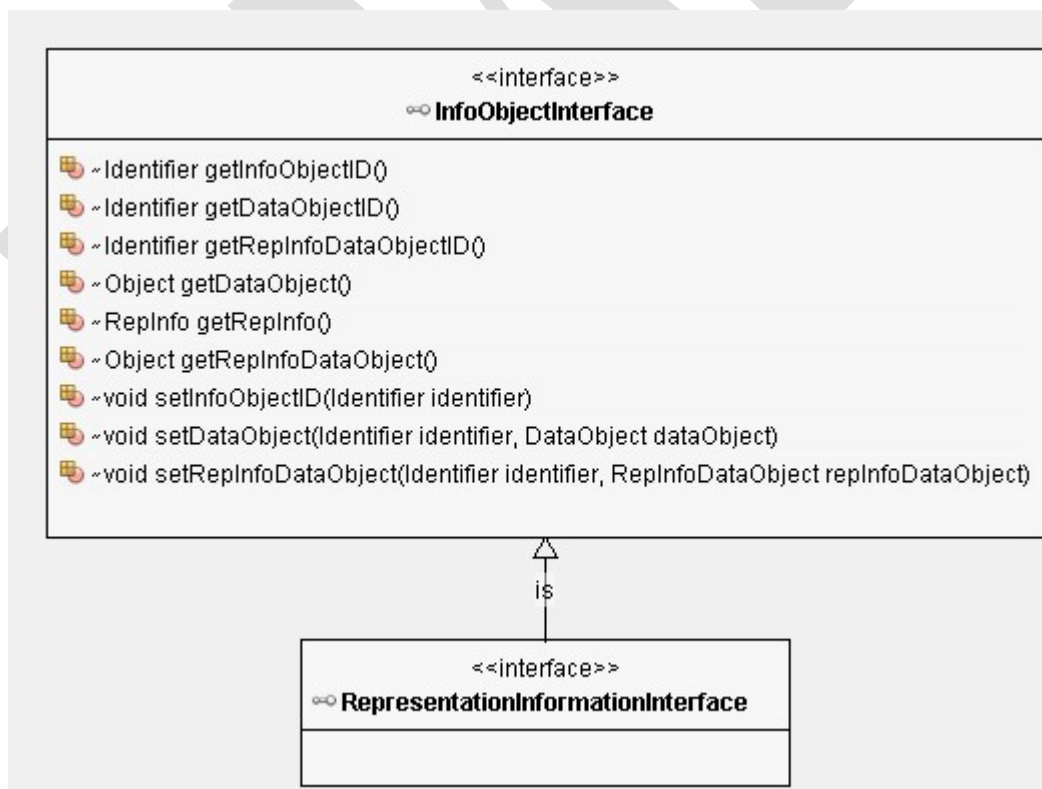 <<interface>>
InfoObjectInterface
~Identifier getInfoObjectID()
~Identifier getDataObjectID()
~Identifier getRepInfoDataObjectID()
~Object getDataObject()
~RepInfo getRepInfo()
~Object getRepInfoDataObject()
~void setInfoObjectID(Identifier identifier)
~void setDataObject(Identifier identifier, DataObject dataObject)
~void setRepInfoDataObject(Identifier identifier, RepInfoDataObject repInfoDataObject)
is
<<interface>>
RepresentationInformationInterface